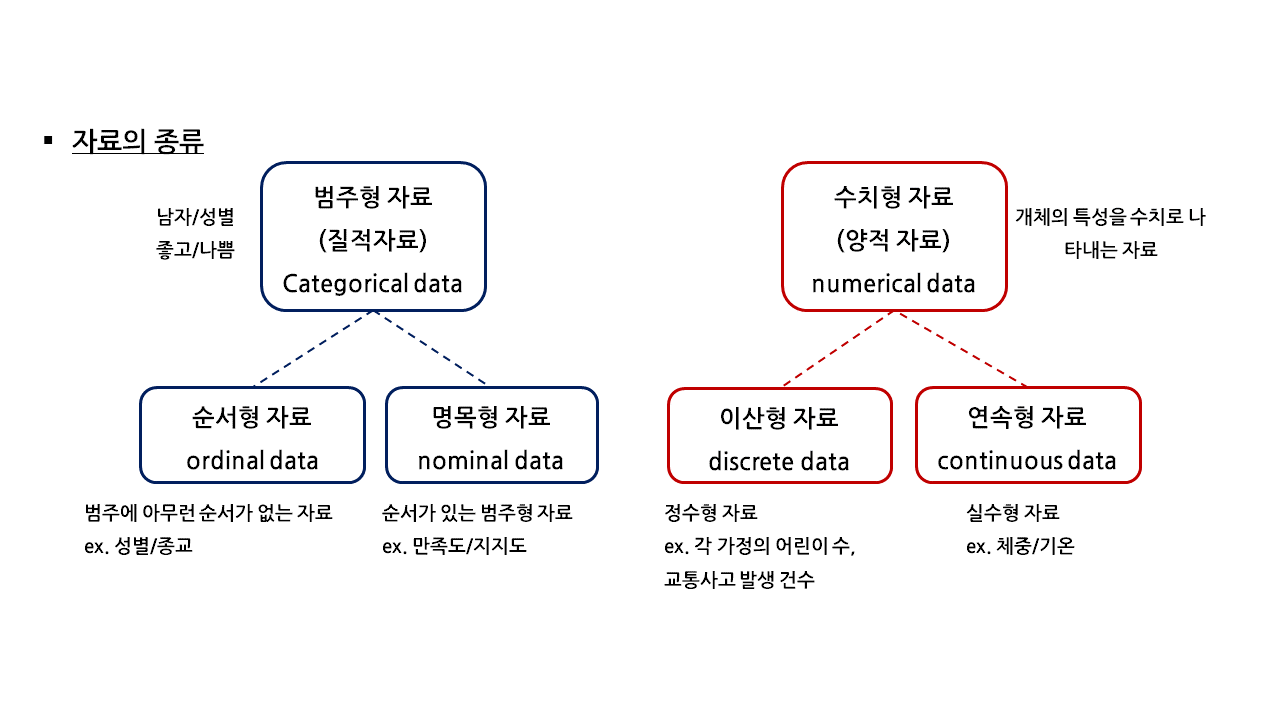 ▪ 자료의 종류
남자/성별
좋고/나쁨
범주형 자료
(질적자료)
Categorical data
수치형 자료
(양적 자료)
numerical data
개체의 특성을 수치로 나
타내는 자료
순서형 자료
ordinal data
명목형 자료
nominal data
이산형 자료
discrete data
연속형 자료
continuous data
범주에 아무런 순서가 없는 자료
ex. 성별/종교
순서가 있는 범주형 자료
ex. 만족도/지지도
정수형 자료
ex. 각 가정의 어린이 수,
교통사고 발생 건수
실수형 자료
ex. 체중/기온